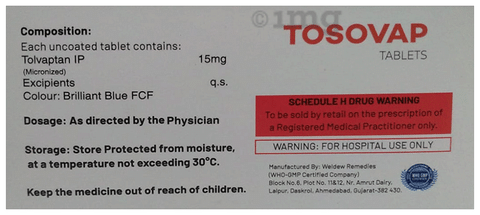 Composition:
Each uncoated tablet contains:
Tolvaptan IP 15mg
(Micronized)
Excipients q.s.
Colour: Brilliant Blue FCF
Dosage: As directed by the Physician
Storage: Store Protected from moisture,
at a temperature not exceeding 30°C.
Keep the medicine out of reach of children.
1mg
TOSOVAP
TABLETS
SCHEDULE H DRUG WARNING
To be sold by retail on the prescription of
a Registered Medical Practitioner only.
WARNING: FOR HOSPITAL USE ONLY
Manufactured By: Weldew Remedies
(WHO-GMP Certified Company)
Block No.6, Plot No. 11&12, Nr. Amrut Dairy,
Laipur, Daskroi, Ahmedabad, Gujarat-382 430.
WHO GMP